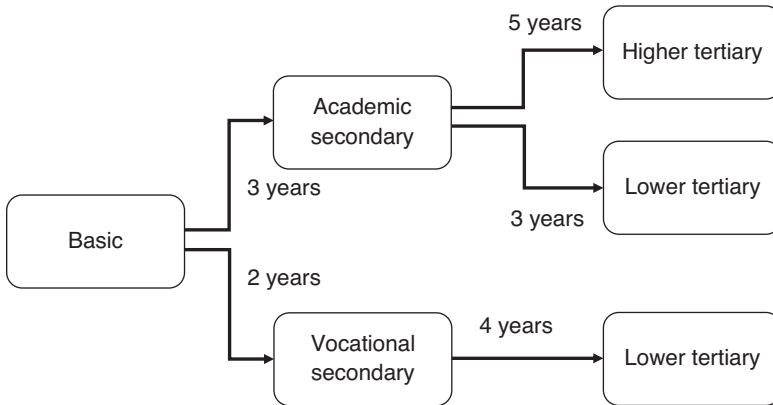 5 years
Higher tertiary
Academic
secondary
3 years
Lower tertiary
3 years
Basic
2 years
4 years
Vocational
secondary
Lower tertiary